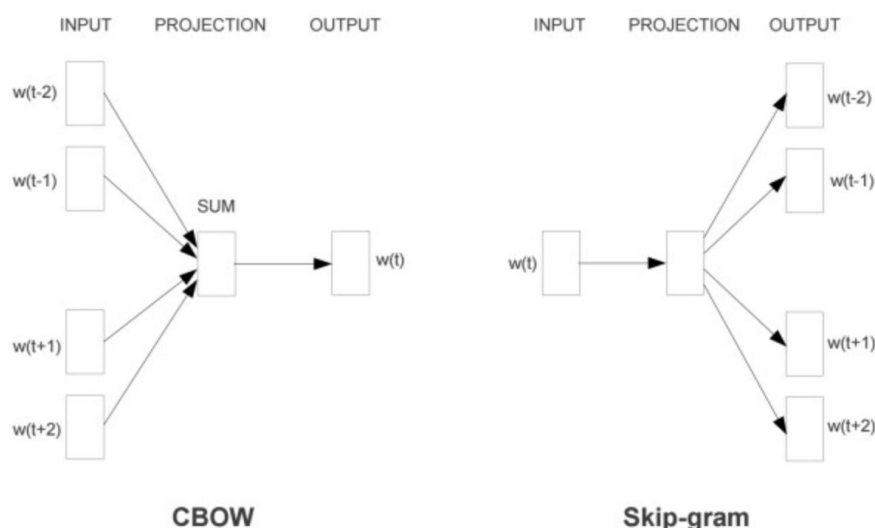 INPUT PROJECTION OUTPUT
w(t-2)
w(t-1)
SUM
w(t)
w(t+1)
w(t+2)
CBOW
INPUT PROJECTION OUTPUT
w(t-2)
w(t-1)
w(t)
w(t+1)
w(t+2)
Skip-gram